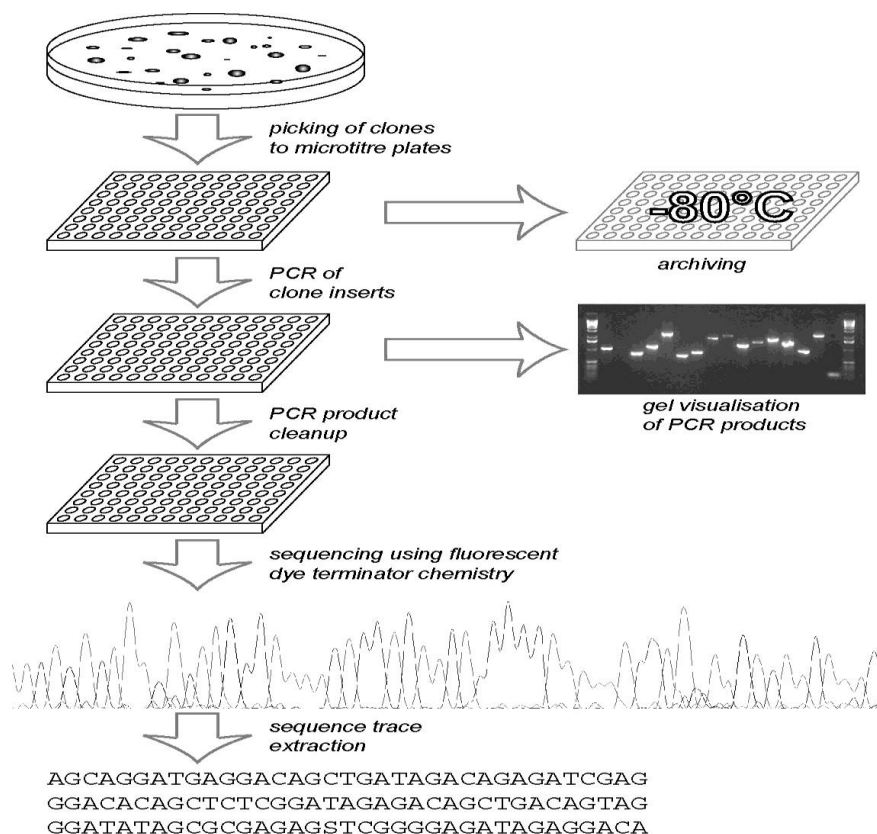 picking of clones
to microtitre plates
-80°C
archiving
PCR of
clone inserts
gel visualisation
of PCR products
PCR product
cleanup
sequencing using fluorescent
dye terminator chemistry
sequence trace
extraction
AGCAGGATGAGGACAGCTGATAGACAGAGATCGAG
GGACACAGCTCTCGGATAGAGACAGCTGACAGTAG
GGATATAGCGCGAGAGSTCGGGGAGATAGAGGACA